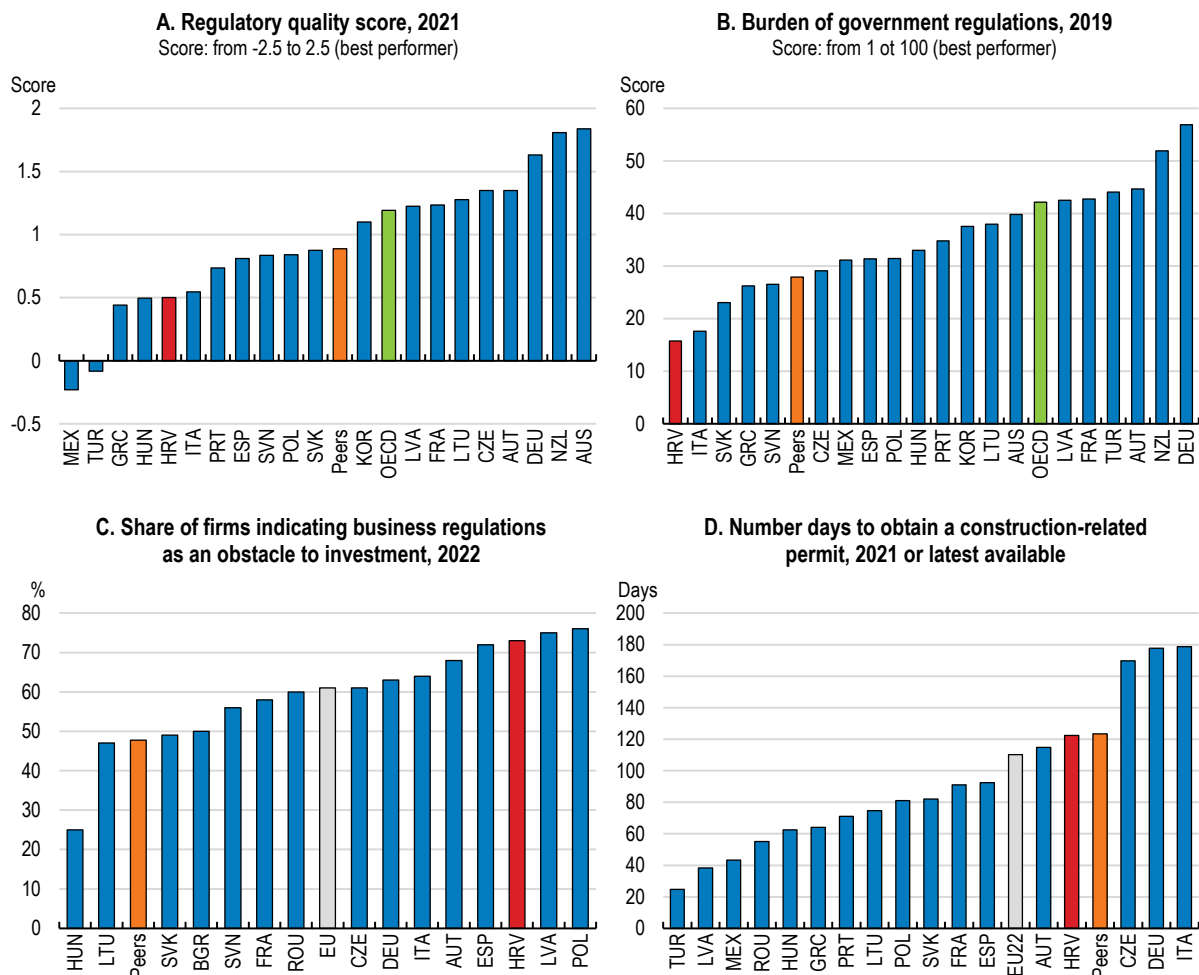 A. Regulatory quality score, 2021
Score: from -2.5 to 2.5 (best performer)
Score
2
1.5
1
0.5
0
-0.5
MEX TUR GRC HUN HRV ITA PRT ESP SVN POL SVK Peers KOR OECD LVA FRA LTU CZE AUT DEU NZL AUS
B. Burden of government regulations, 2019
Score: from 1 ot 100 (best performer)
Score
60
50
40
30
20
10
0
HRV ITA SVK GRC SVN Peers CZE MEX ESP POL HUN PRT KOR LTU AUS OECD LVA FRA TUR AUT NZL DEU
C. Share of firms indicating business regulations
as an obstacle to investment, 2022
%
80
70
60
50
40
30
20
10
0
HUN LTU Peers SVK BGR SVN FRA ROU EU CZE DEU ITA AUT ESP HRV LVA POL
D. Number days to obtain a construction-related
permit, 2021 or latest available
Days
200
180
160
140
120
100
80
60
40
20
0
TUR LVA MEX ROU HUN GRC PRT LTU POL SVK FRA ESP EU22 AUT HRV Peers CZE DEU ITA